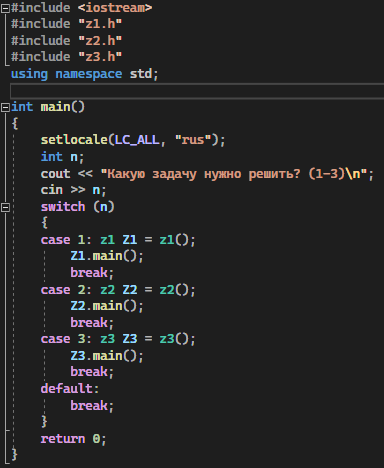 #include <iostream>
#include "z1.h"
#include "z2.h"
#include "z3.h"
using namespace std;
int main()
{
setlocale(LC_ALL, "rus");
int n;
cout << "Какую задачу нужно решить? (1-3)\n";
cin >> n;
switch (n)
{
case 1: z1 Z1 = z1();
Z1.main();
break;
case 2: z2 Z2 = z2();
Z2.main();
break;
case 3: z3 Z3 = z3();
Z3.main();
break;
default:
break;
}
return 0;
}